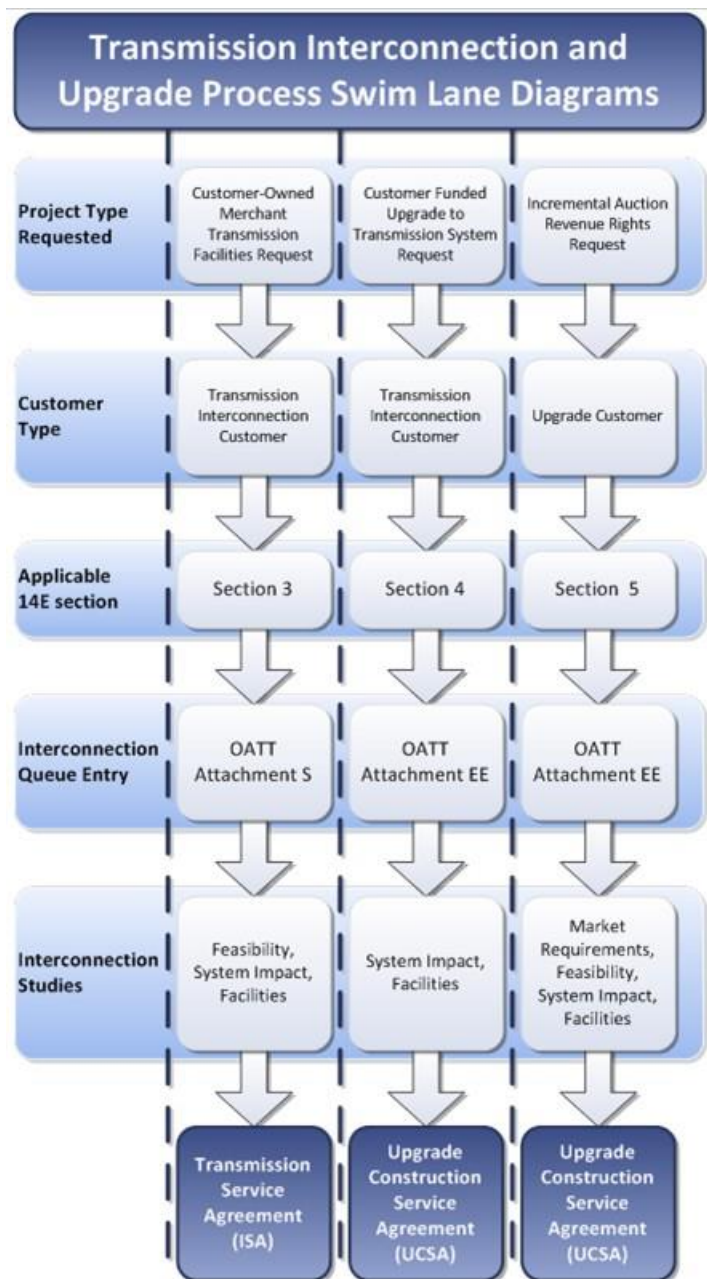 Transmission Interconnection and
Upgrade Process Swim Lane Diagrams
Project Type
Requested
Customer-Owned
Merchant
Transmission
Facilities Request
Customer Funded
Upgrade to
Transmission System
Request
Incremental Auction
Revenue Rights
Request
Customer
Type
Transmission
Interconnection
Customer
Transmission
Interconnection
Customer
Upgrade Customer
Applicable
14E section
Section 3
Section 4
Section 5
Interconnection
Queue Entry
OATT
Attachment S
OATT
Attachment EE
OATT
Attachment EE
Interconnection
Studies
Feasibility,
System Impact,
Facilities
System Impact,
Facilities
Market
Requirements,
Feasibility,
System Impact,
Facilities
Transmission
Service
Agreement
(ISA)
Upgrade
Construction
Service
Agreement
(UCSA)
Upgrade
Construction
Service
Agreement
(UCSA)